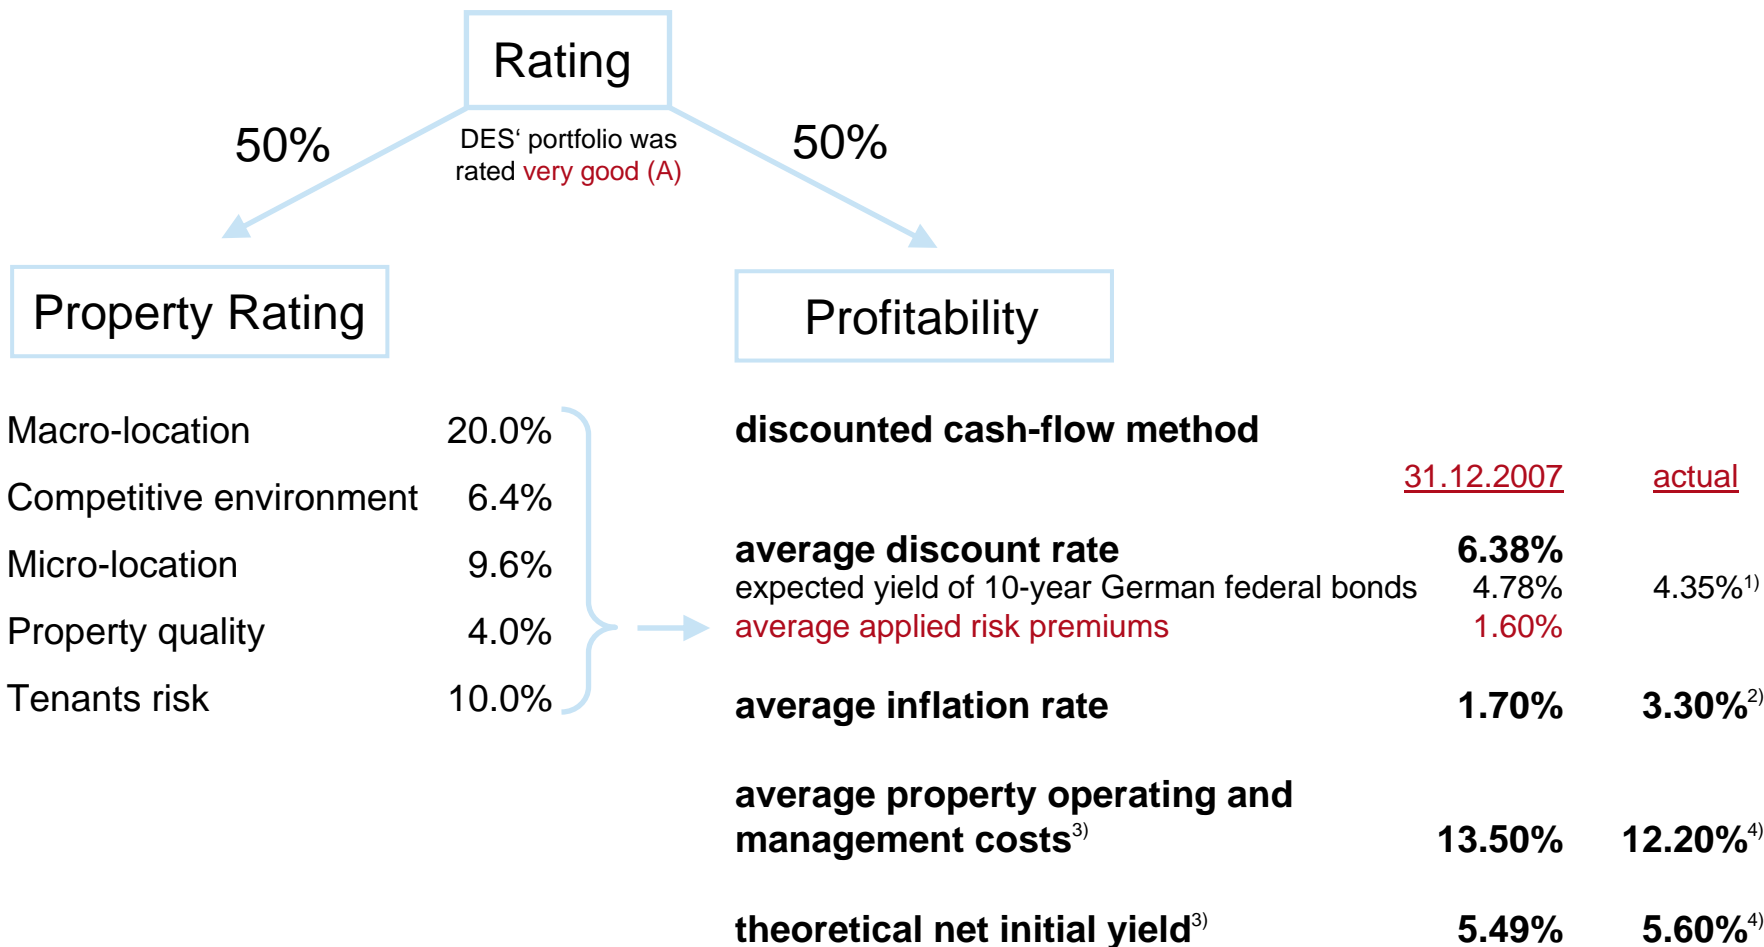 Rating
50%
DES‘ portfolio was
rated very good (A)
50%
Property Rating
Profitability
Macro-location 20.0%
Competitive environment 6.4%
Micro-location 9.6%
Property quality 4.0%
Tenants risk 10.0%
discounted cash-flow method
31.12.2007 actual
average discount rate 6.38%
expected yield of 10-year German federal bonds 4.78% 4.35%1)
average applied risk premiums 1.60%
average inflation rate 1.70% 3.30%2)
average property operating and
management costs3) 13.50% 12.20%4)
theoretical net initial yield3) 5.49% 5.60%4)